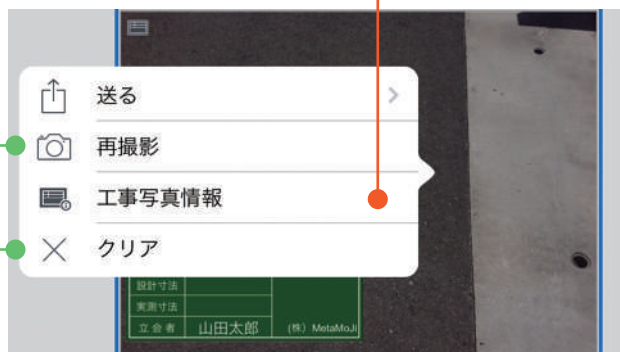 送る
再撮影
工事写真情報
クリア
設計寸法
実測寸法
立会者 山田太郎 (株) MetaMoJi